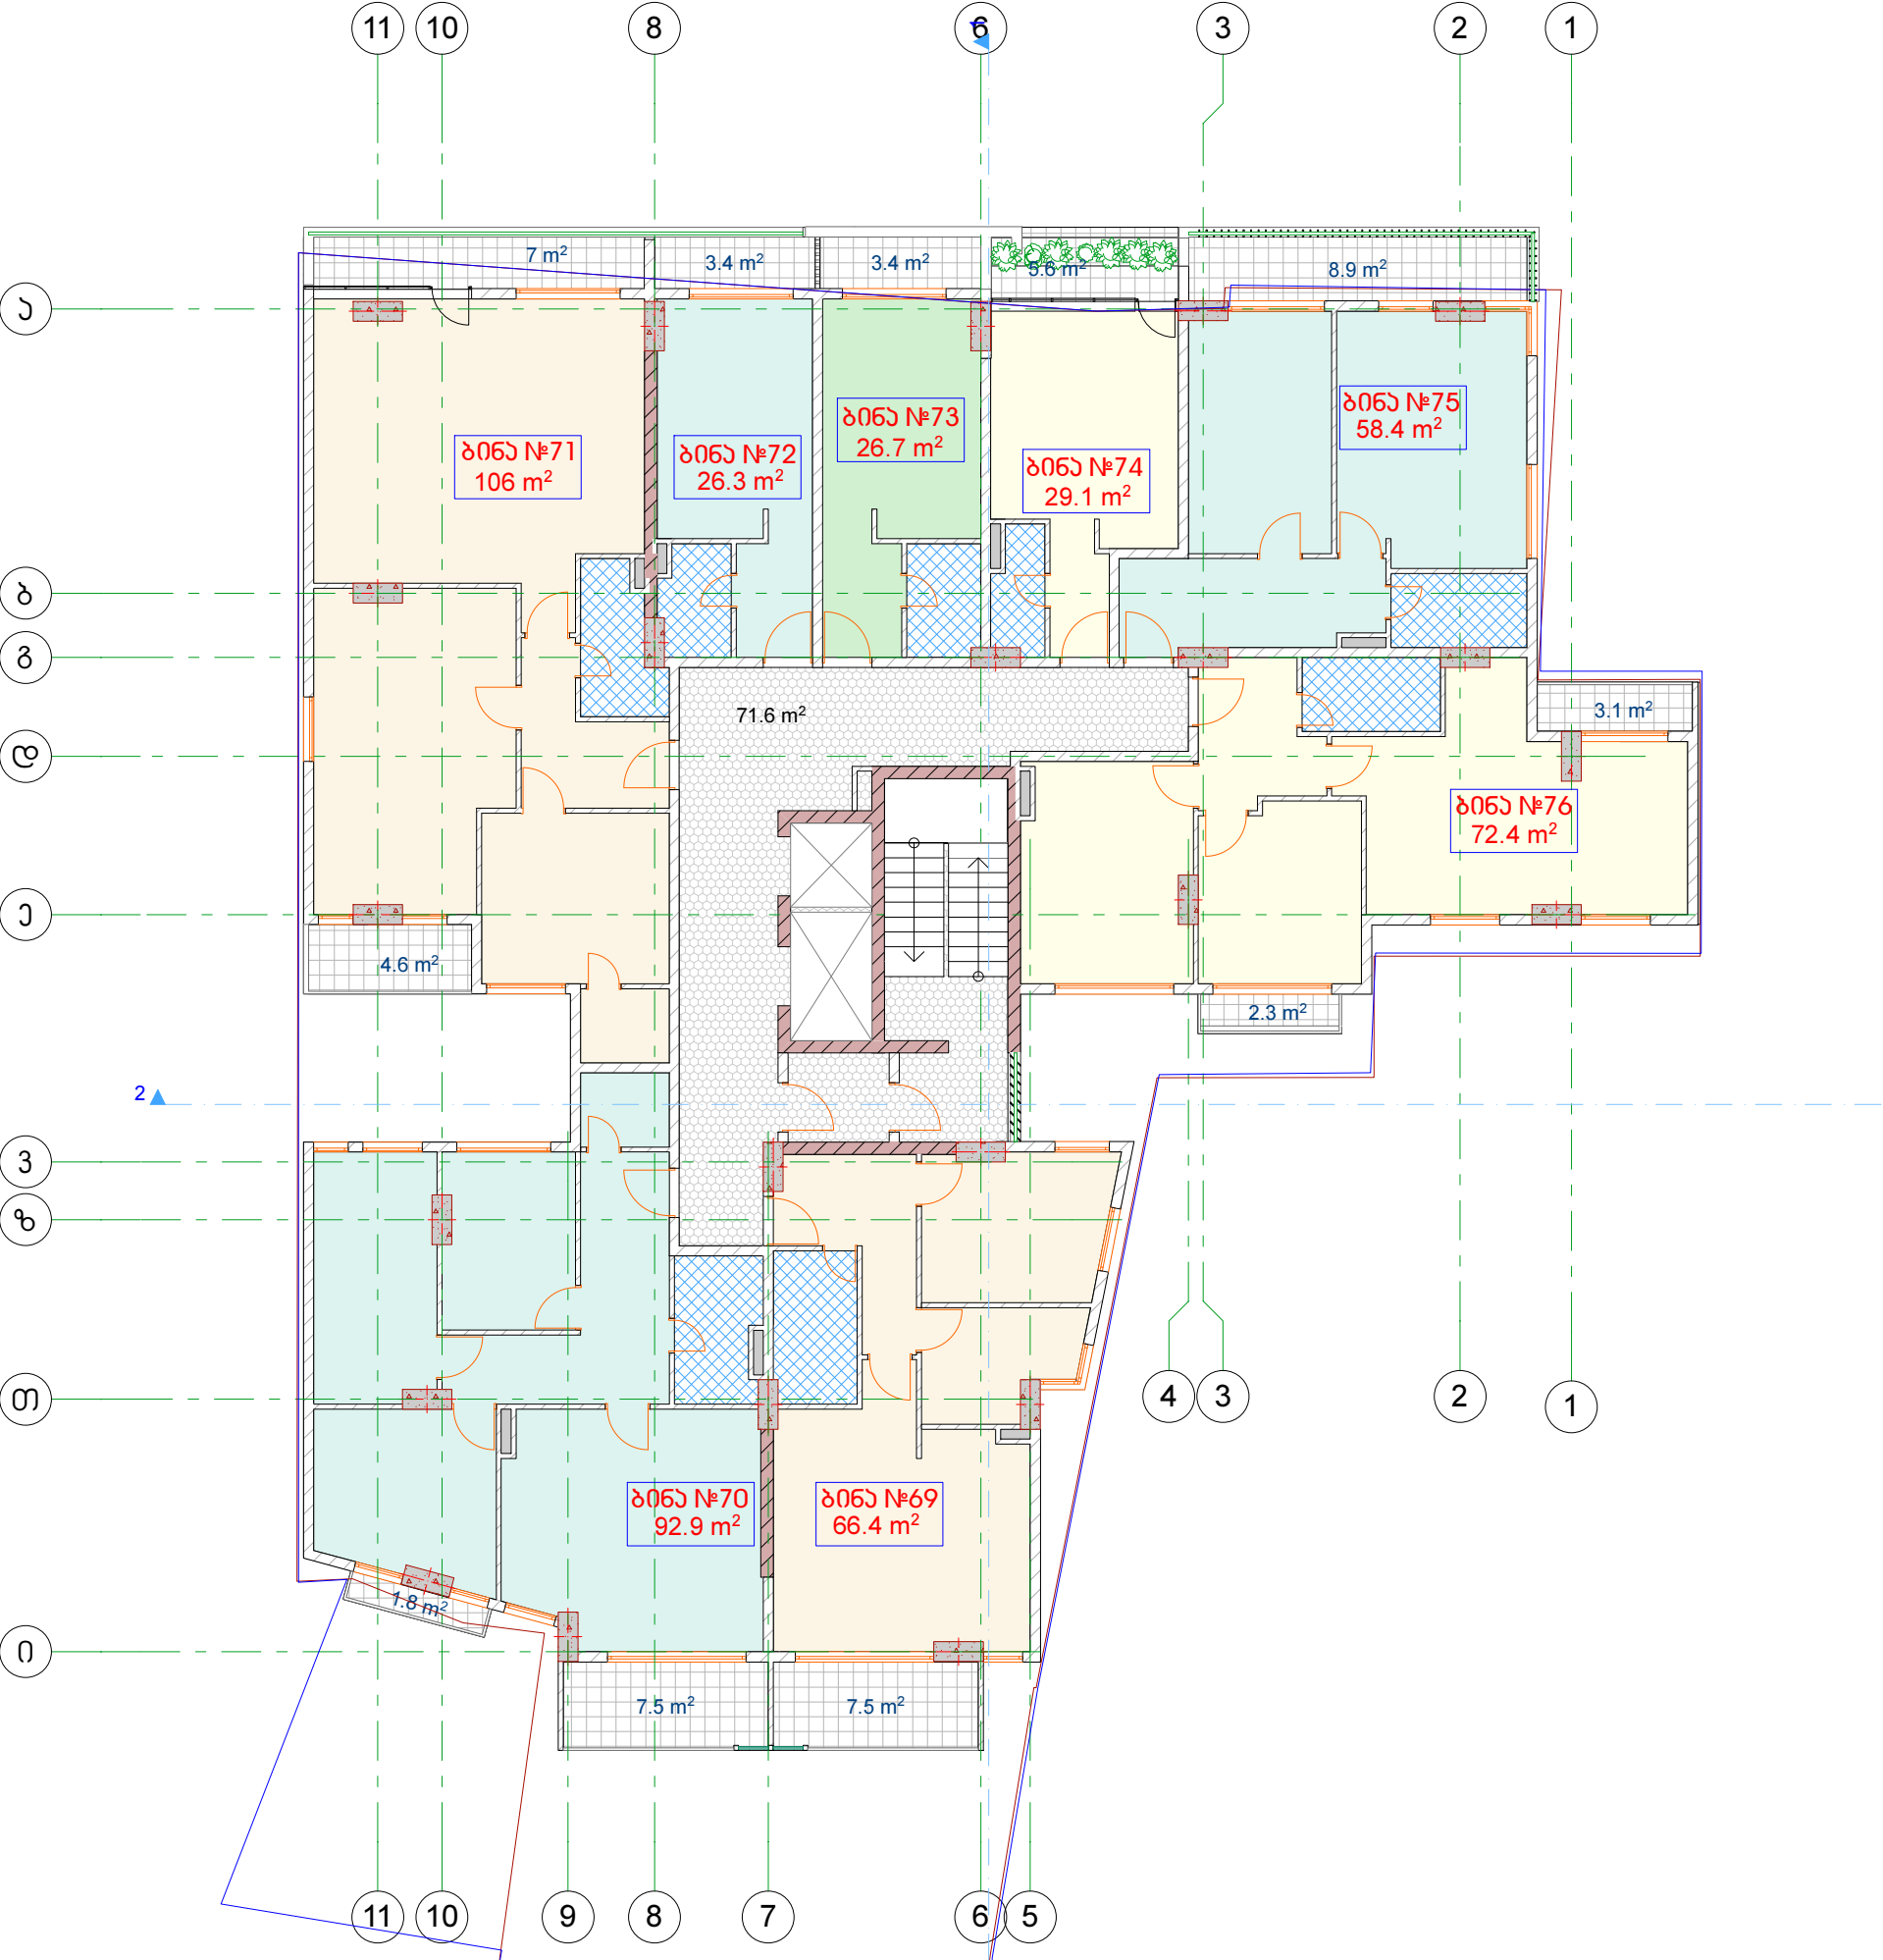 11 10 8 6 3 2 1
1
7 m²
3.4 m²
3.4 m²
5.6 m²
8.9 m²
ა
ბინა №75
58.4 m²
ბინა №73
26.7 m²
ბინა №71
106 m²
ბინა №72
26.3 m²
ბინა №74
29.1 m²
ბ
გ
71.6 m²
3.1 m²
დ
ბინა №76
72.4 m²
ე
4.6 m²
2.3 m²
2
ვ
ზ
თ
4 3 2 1
ბინა №70
92.9 m²
ბინა №69
66.4 m²
1.8 m²
ი
7.5 m²
7.5 m²
11 10 9 8 7 6 5